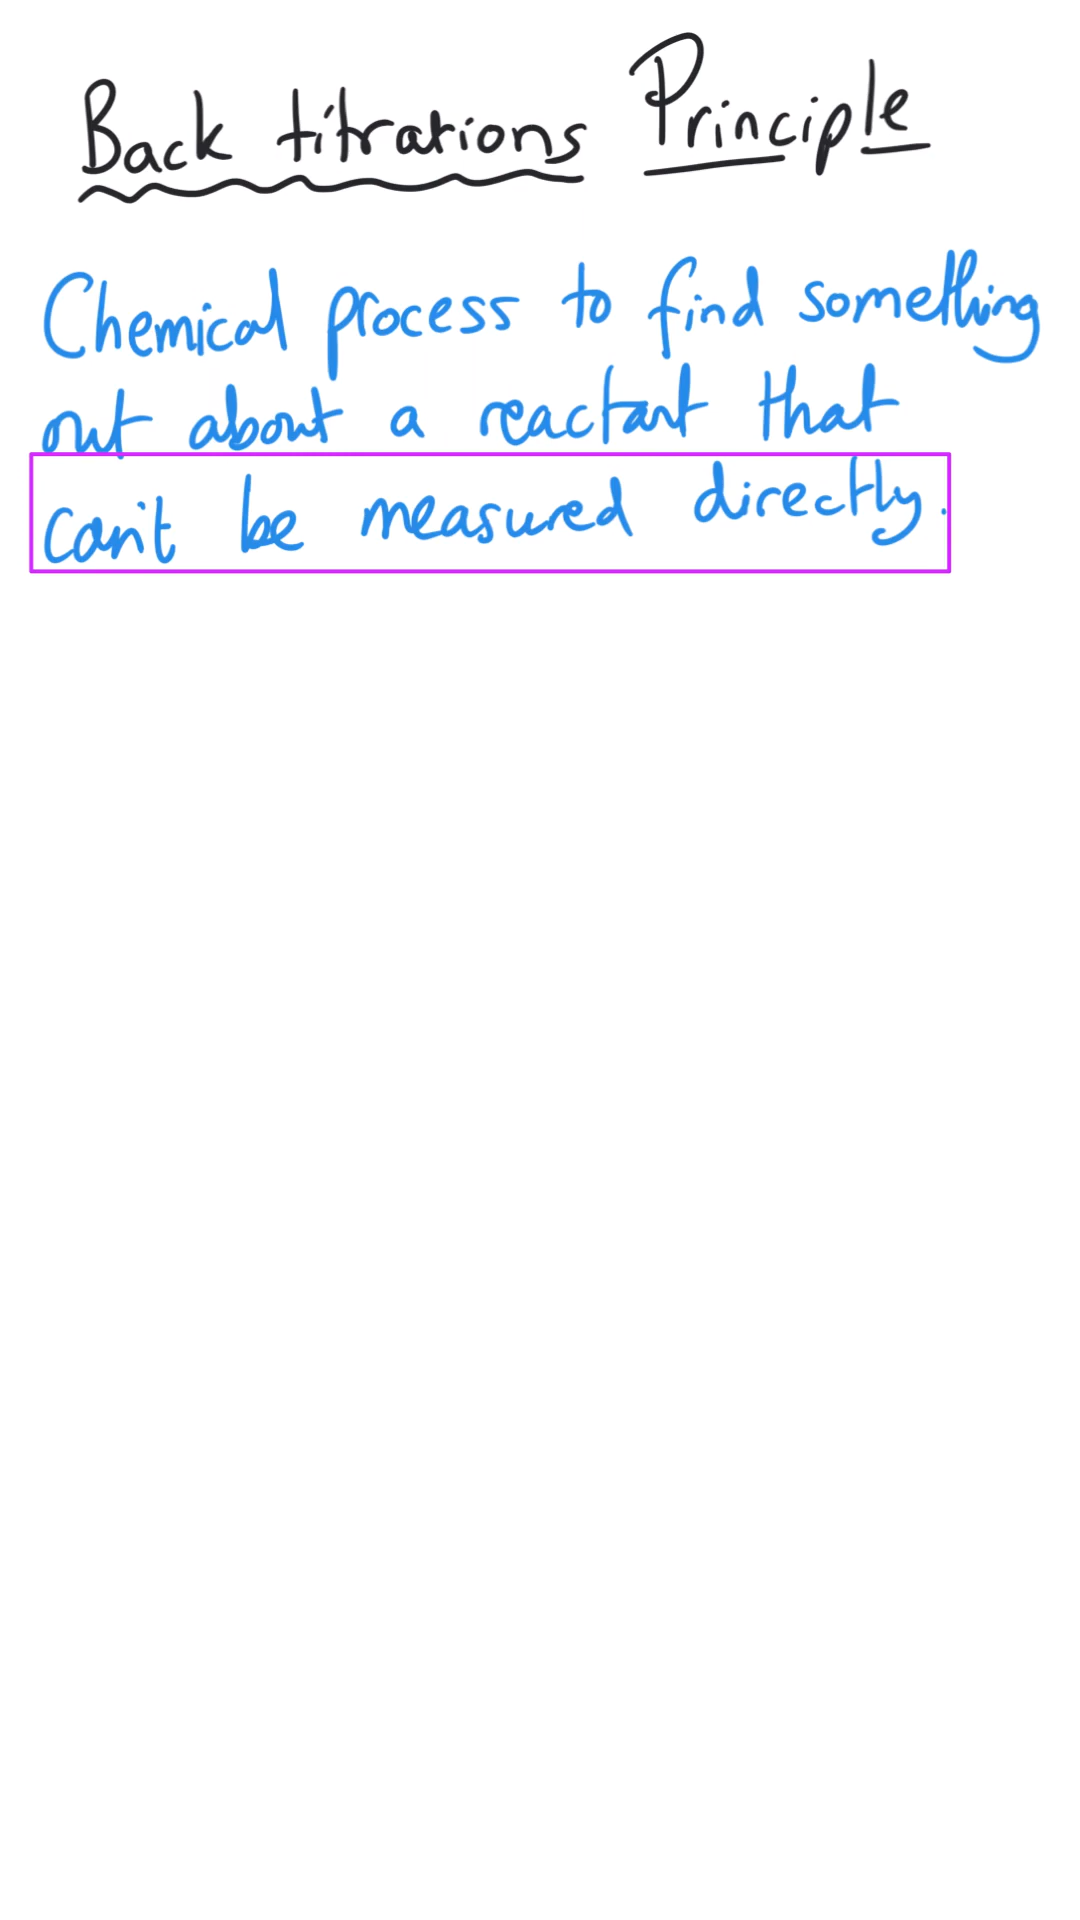 Back titrations Principle
Chemical process to find something
out about a reactant that
can't be measured directly.